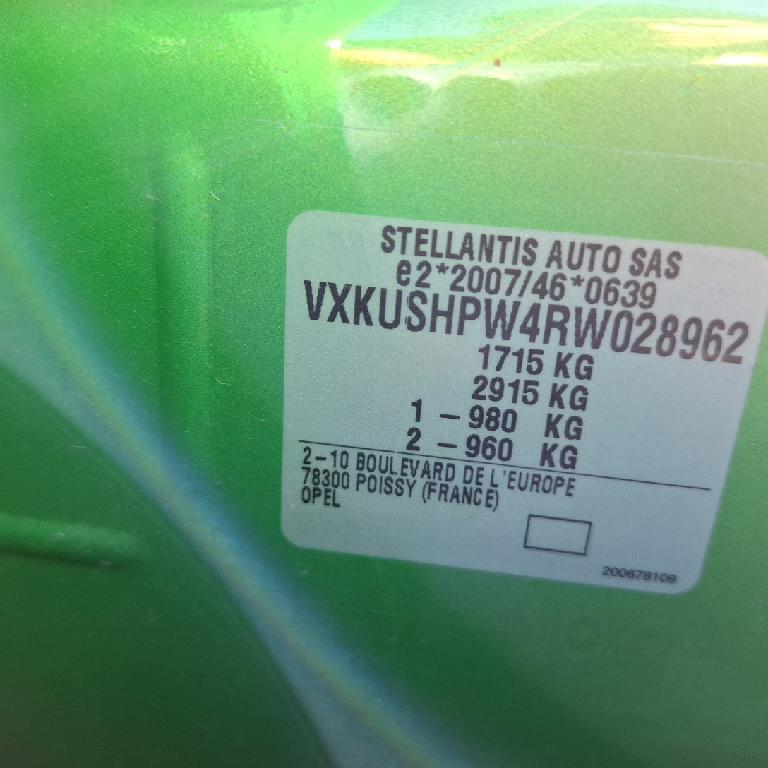 STELLANTIS AUTO SAS
e2*2007/46*0639
VXKUSHPW4RW028962
1715 KG
2915 KG
1 - 980 KG
2 - 960 KG
2-10 BOULEVARD DE L'EUROPE
78300 POISSY (FRANCE)
OPEL
200678109